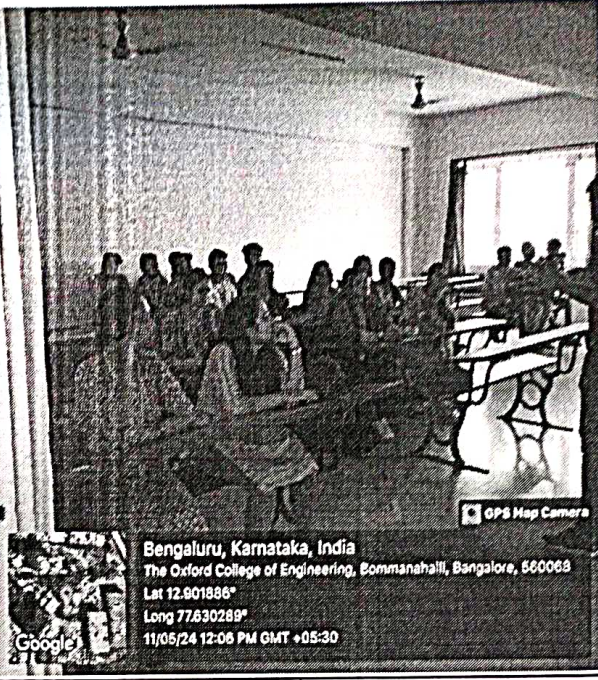 GPS Map Camera
Bengaluru, Karnataka, India
The Oxford College of Engineering, Bommanahalli, Bangalore, 560068
Lat 12.901886°
Long 77.630289°
11/05/24 12:06 PM GMT +05:30
Google